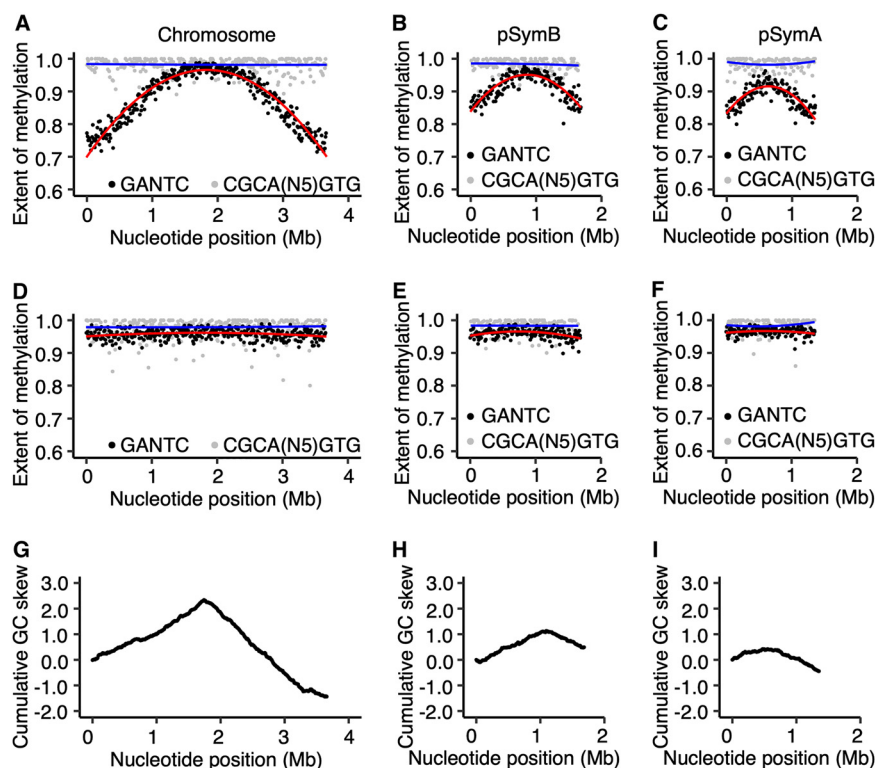 A
Chromosome
Extent of methylation
1.0
0.9
0.8
0.7
0.6
GANTC
CGCA(N5)GTG
0 1 2 3 4
Nucleotide position (Mb)
B
pSymB
Extent of methylation
1.0
0.9
0.8
0.7
0.6
GANTC
CGCA(N5)GTG
0 1 2
Nucleotide position (Mb)
C
pSymA
Extent of methylation
1.0
0.9
0.8
0.7
0.6
GANTC
CGCA(N5)GTG
0 1 2
Nucleotide position (Mb)
D
Extent of methylation
1.0
0.9
0.8
0.7
0.6
GANTC
CGCA(N5)GTG
0 1 2 3 4
Nucleotide position (Mb)
E
Extent of methylation
1.0
0.9
0.8
0.7
0.6
GANTC
CGCA(N5)GTG
0 1 2
Nucleotide position (Mb)
F
Extent of methylation
1.0
0.9
0.8
0.7
0.6
GANTC
CGCA(N5)GTG
0 1 2
Nucleotide position (Mb)
G
Cumulative GC skew
3.0
2.0
1.0
0.0
-1.0
-2.0
0 1 2 3 4
Nucleotide position (Mb)
H
Cumulative GC skew
3.0
2.0
1.0
0.0
-1.0
-2.0
0 1 2
Nucleotide position (Mb)
I
Cumulative GC skew
3.0
2.0
1.0
0.0
-1.0
-2.0
0 1 2
Nucleotide position (Mb)